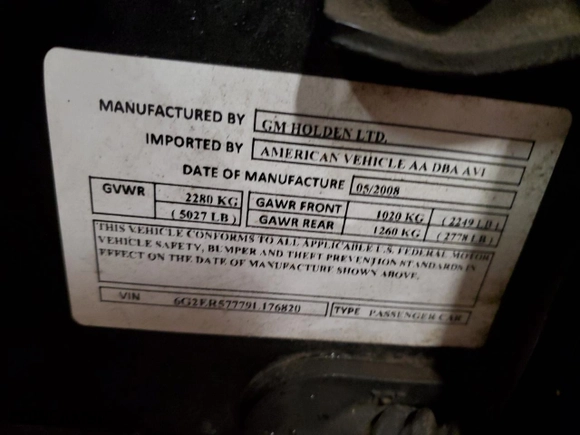 MANUFACTURED BY GM HOLDEN LTD.
IMPORTED BY AMERICAN VEHICLE AA DBA AVI
DATE OF MANUFACTURE 05/2008
GVWR 2280 KG GAWR FRONT 1020 KG ( 2249 LB )
( 5027 LB ) GAWR REAR 1260 KG ( 2778 LB )
THIS VEHICLE CONFORMS TO ALL APPLICABLE U.S. FEDERAL MOTOR
VEHICLE SAFETY, BUMPER AND THEFT PREVENTION STANDARDS IN
EFFECT ON THE DATE OF MANUFACTURE SHOWN ABOVE.
VIN 6G2ER57779L176820 TYPE PASSENGER CAR